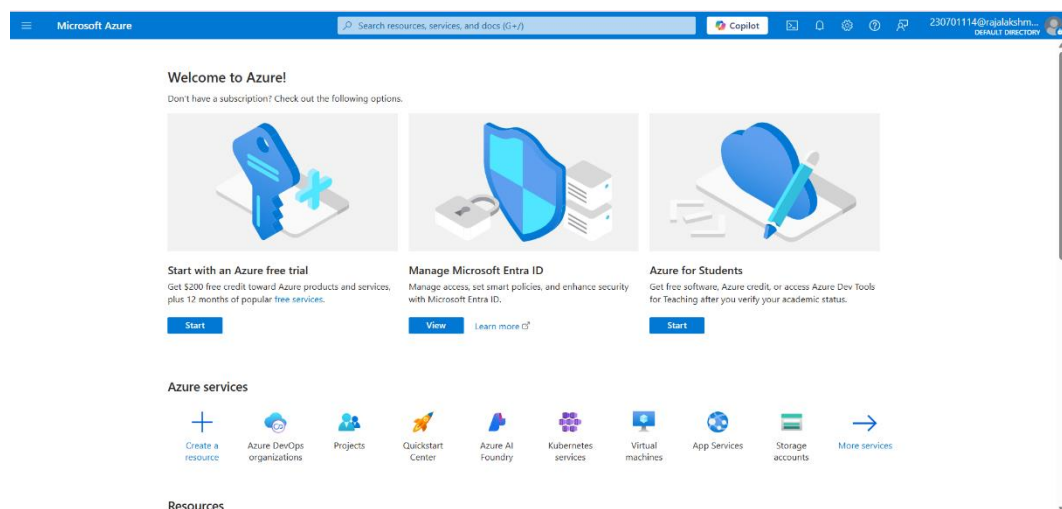 Microsoft Azure
Search resources, services, and docs (G+/)
Copilot
230701114@rajalakshm...
DEFAULT DIRECTORY
Welcome to Azure!
Don't have a subscription? Check out the following options.
Start with an Azure free trial
Get $200 free credit toward Azure products and services,
plus 12 months of popular free services.
Start
Manage Microsoft Entra ID
Manage access, set smart policies, and enhance security
with Microsoft Entra ID.
View
Learn more
Azure for Students
Get free software, Azure credit, or access Azure Dev Tools
for Teaching after you verify your academic status.
Start
Azure services
Create a
resource
Azure DevOps
organizations
Projects
Quickstart
Center
Azure AI
Foundry
Kubernetes
services
Virtual
machines
App Services
Storage
accounts
More services
Resources